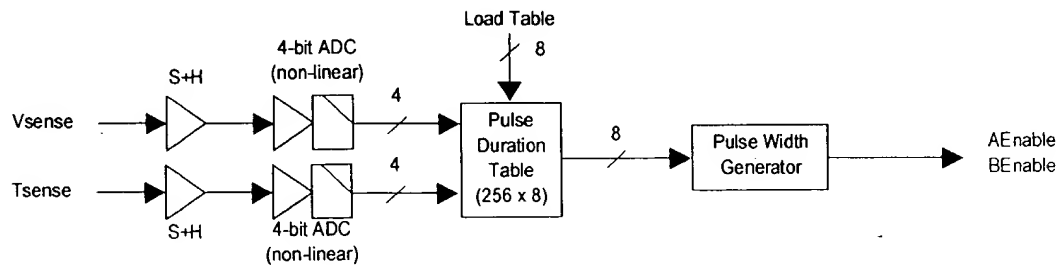 Load Table
8
4-bit ADC
(non-linear)
S+H
4
Vsense
Pulse
Duration
Table
(256 x 8)
8
Pulse Width
Generator
AEnable
BEnable
Tsense
4
S+H
4-bit ADC
(non-linear)